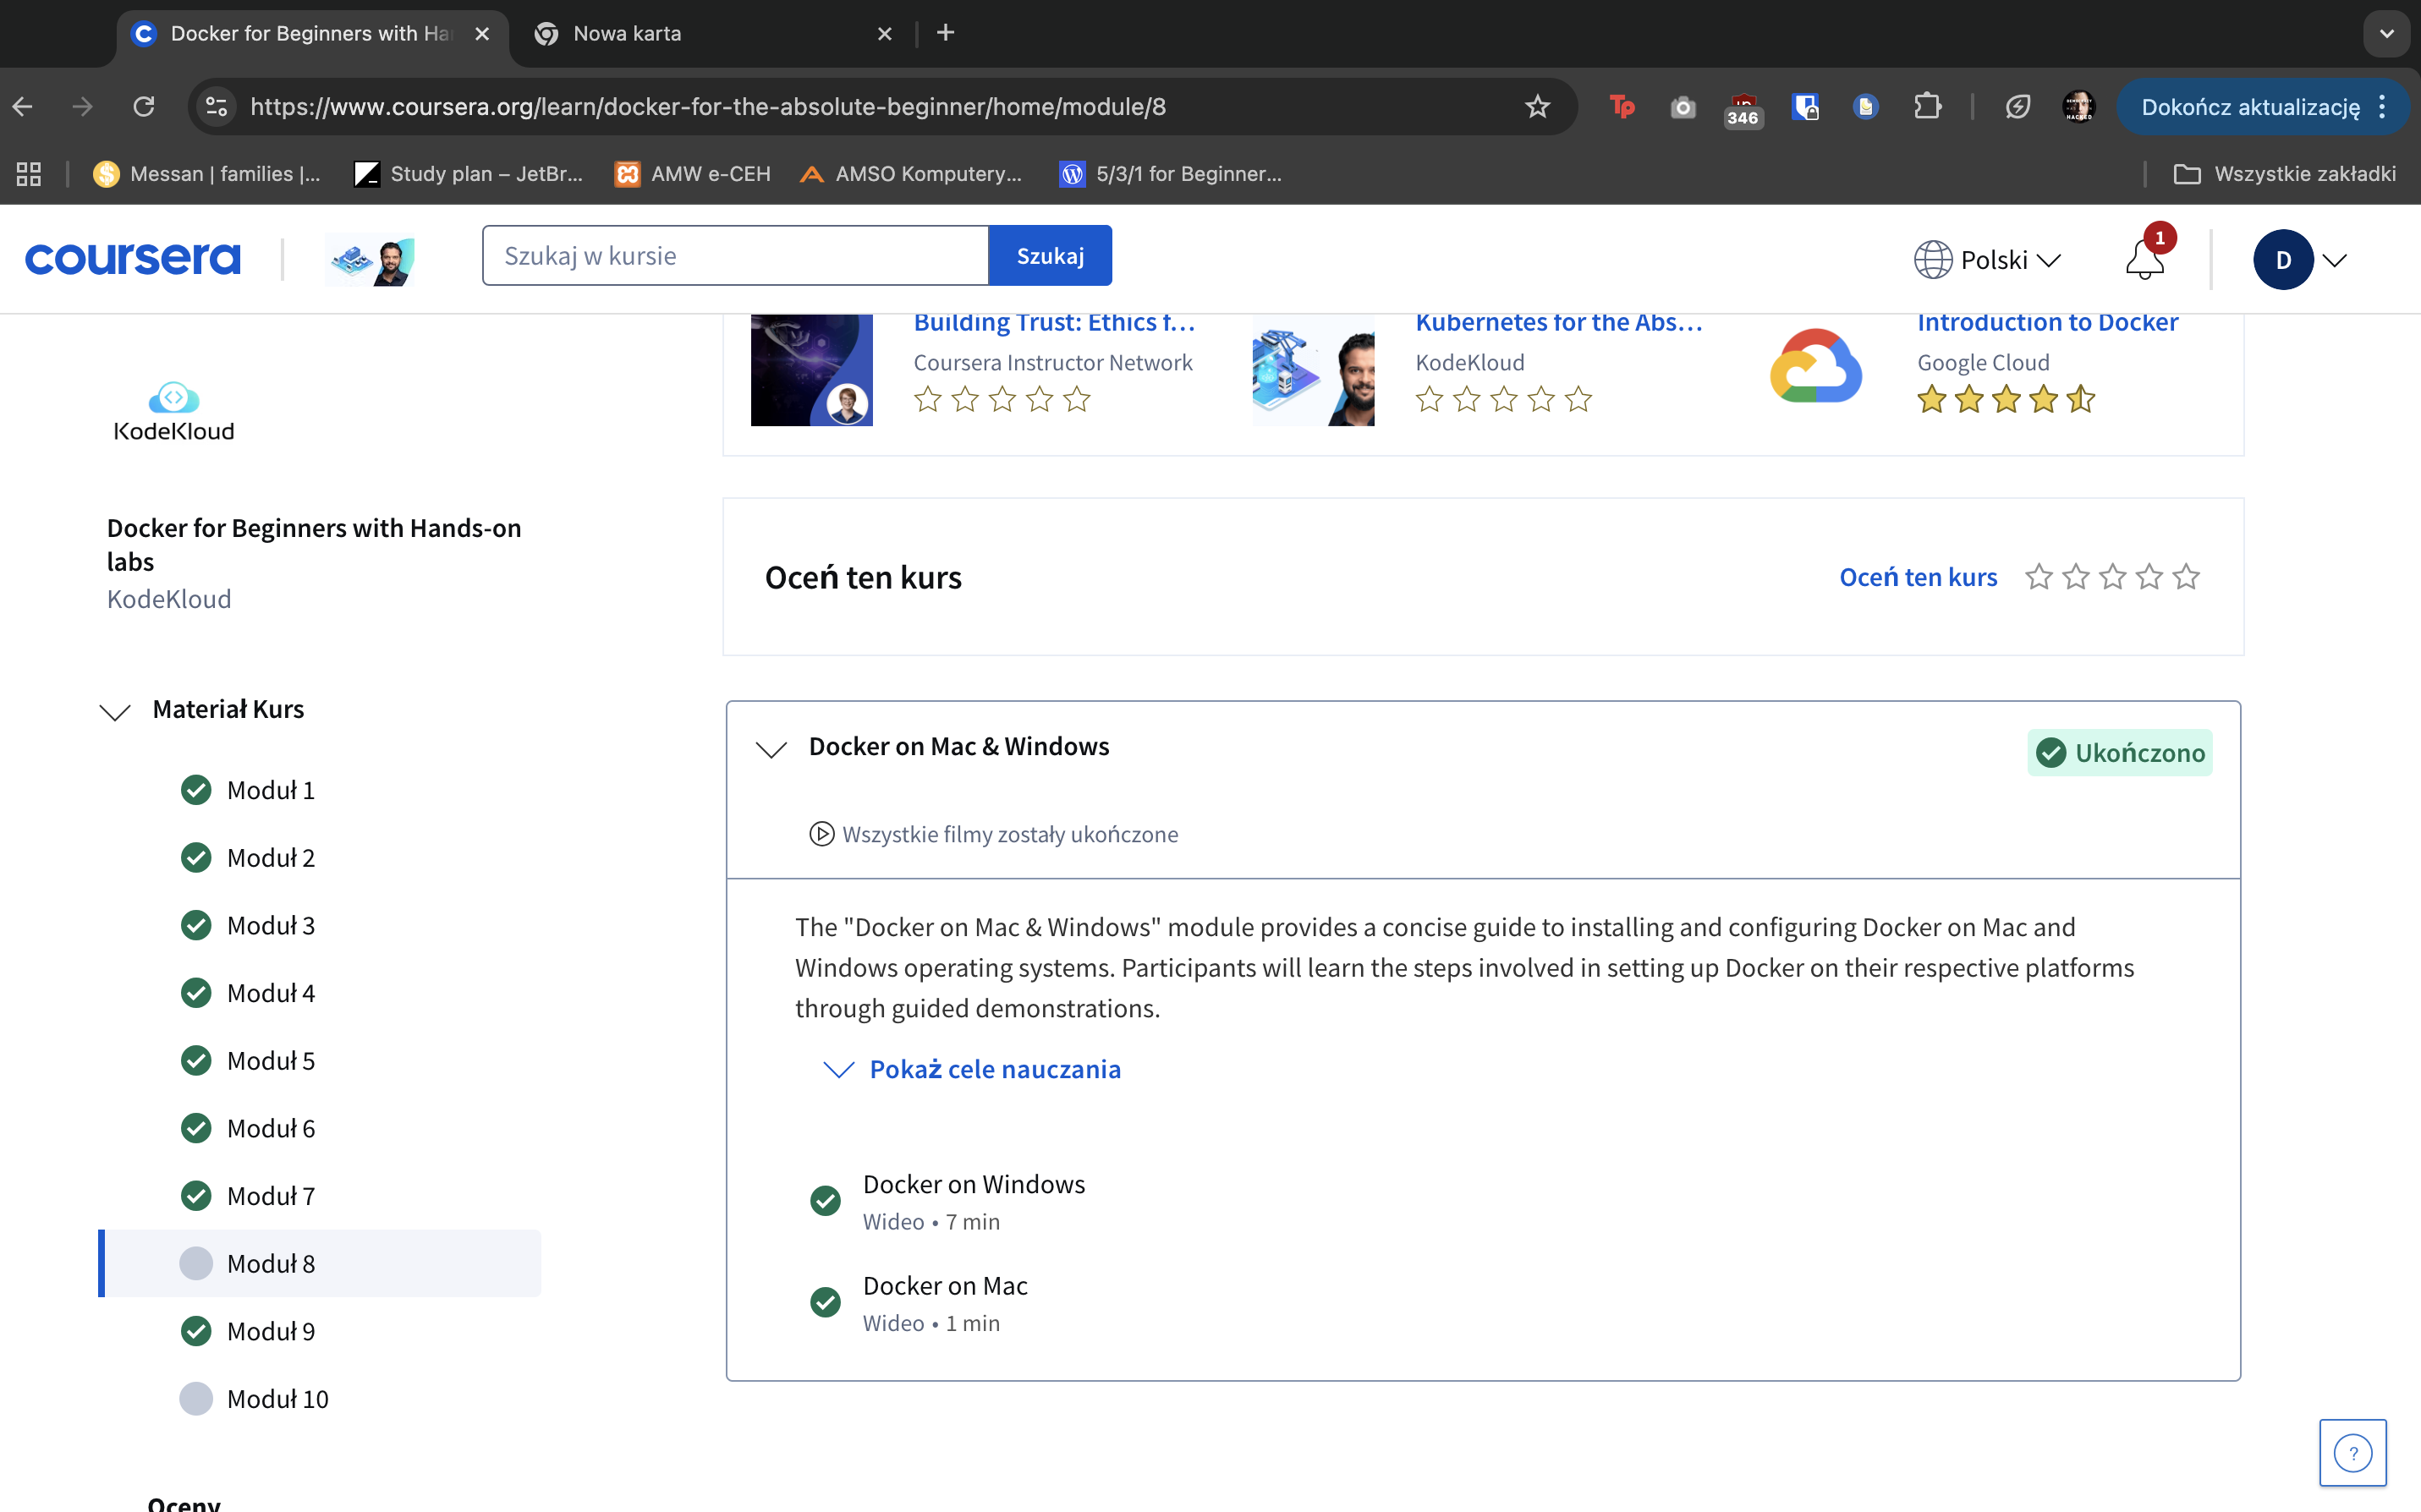 Docker for Beginners with Ha
Nowa karta
https://www.coursera.org/learn/docker-for-the-absolute-beginner/home/module/8
Tp
346
Dokończ aktualizację
Messan | families |...
Study plan – JetBr...
AMW e-CEH
AMSO Komputery...
5/3/1 for Beginner...
Wszystkie zakładki
coursera
Szukaj w kursie
Szukaj
Polski
1
D
Building Trust: Ethics f...
Coursera Instructor Network
Kubernetes for the Abs...
KodeKloud
Introduction to Docker
Google Cloud
KodeKloud
Docker for Beginners with Hands-on
labs
KodeKloud
Materiał Kurs
Moduł 1
Moduł 2
Moduł 3
Moduł 4
Moduł 5
Moduł 6
Moduł 7
Moduł 8
Moduł 9
Moduł 10
Oceny
Oceń ten kurs
Oceń ten kurs
Docker on Mac & Windows
Ukończono
Wszystkie filmy zostały ukończone
The "Docker on Mac & Windows" module provides a concise guide to installing and configuring Docker on Mac and
Windows operating systems. Participants will learn the steps involved in setting up Docker on their respective platforms
through guided demonstrations.
Pokaż cele nauczania
Docker on Windows
Wideo • 7 min
Docker on Mac
Wideo • 1 min
?